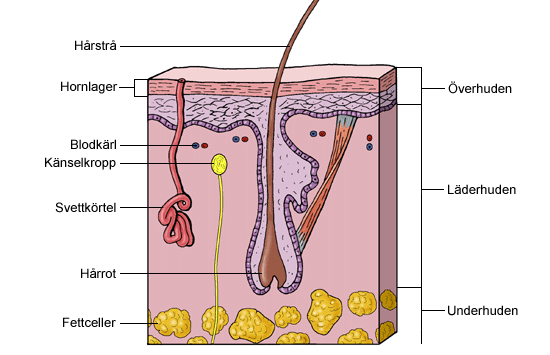 Hårstrå
Hornlager
Blodkärl
Känselkropp
Svettkörtel
Hårrot
Fettceller
Överhuden
Läderhuden
Underhuden